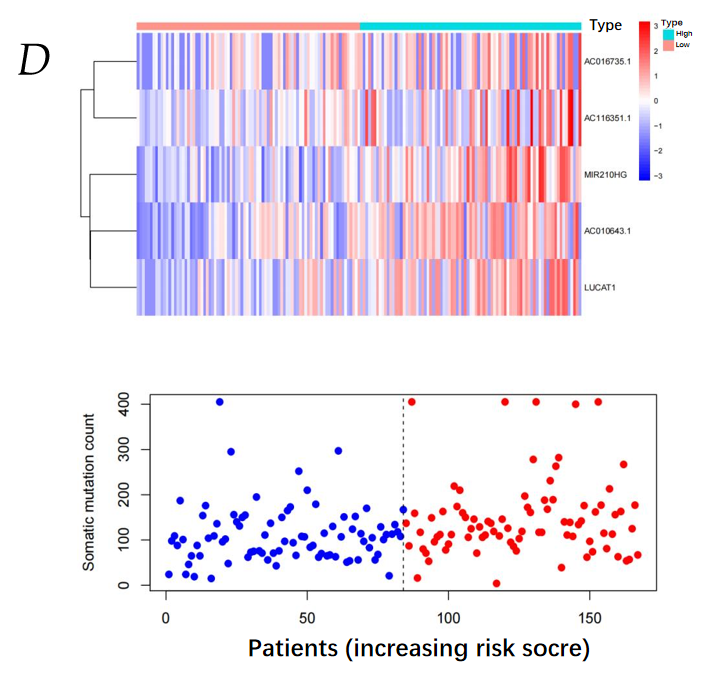 D
Type
3
2
1
0
−1
−2
−3
Type
High
Low
AC016735.1
AC116351.1
MIR210HG
AC010643.1
LUCAT1
Somatic mutation count
400
300
200
100
0
0 50 100 150
Patients (increasing risk socre)